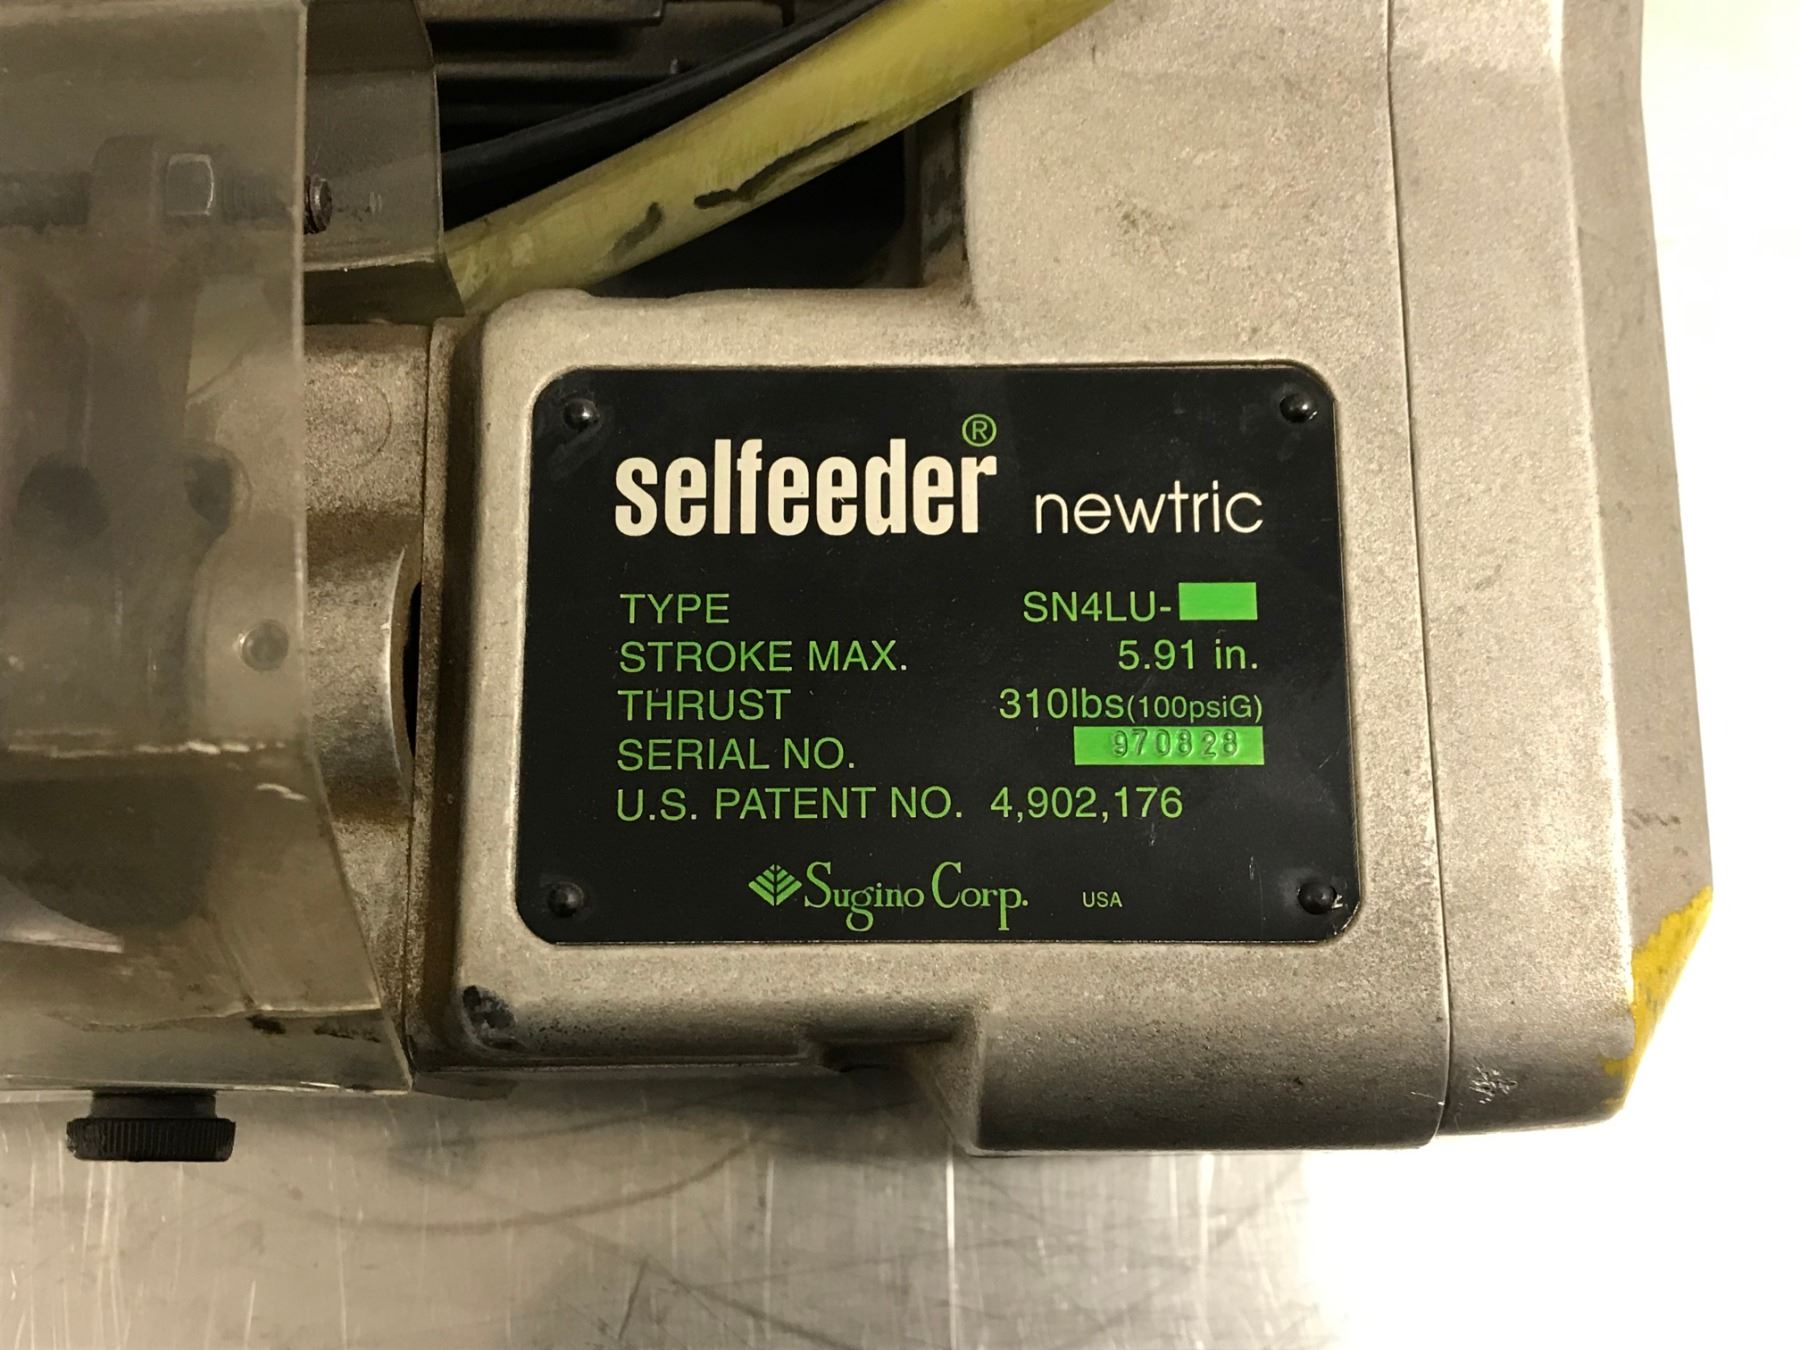 selfeeder® newtric
TYPE SN4LU-
STROKE MAX. 5.91 in.
THRUST 310lbs(100psiG)
SERIAL NO. 970828
U.S. PATENT NO. 4,902,176
Sugino Corp. USA